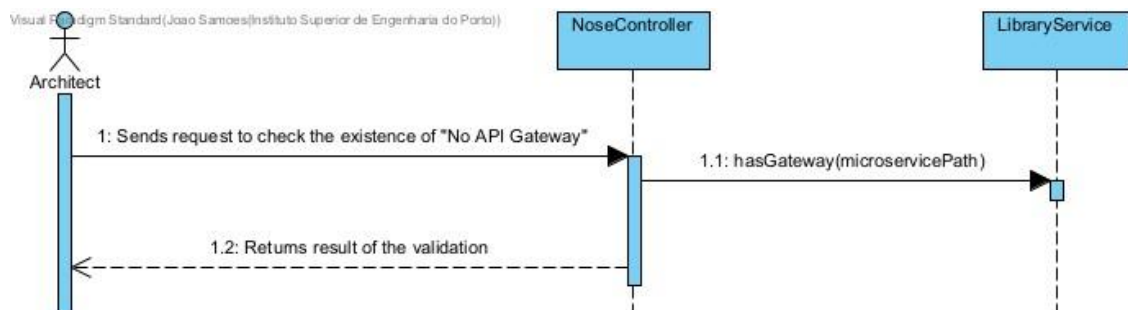 Visual Paradigm Standard(Joao Samoes(Instituto Superior de Engenharia do Porto))
NoseController
LibraryService
Architect
1: Sends request to check the existence of "No API Gateway"
1.1: hasGateway(microservicePath)
1.2: Returns result of the validation